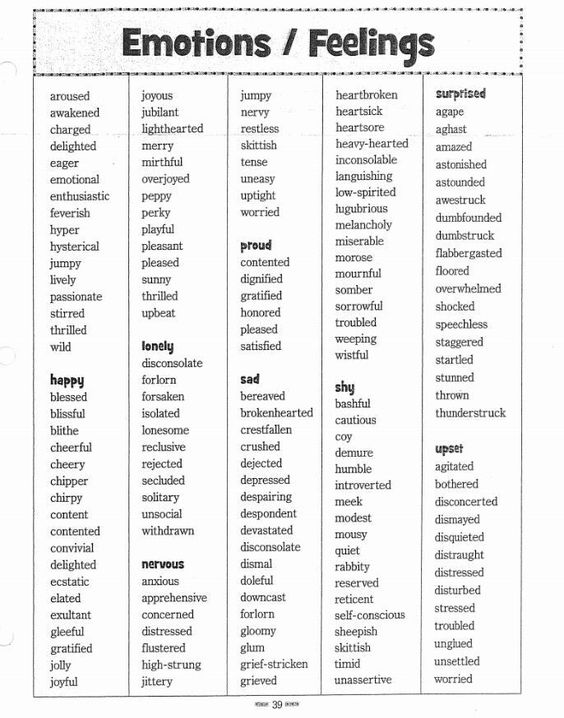 Emotions / Feelings
aroused
awakened
charged
delighted
eager
emotional
enthusiastic
feverish
hyper
hysterical
jumpy
lively
passionate
stirred
thrilled
wild
happy
blessed
blissful
blithe
cheerful
cheery
chipper
chirpy
content
contented
convivial
delighted
ecstatic
elated
exultant
gleeful
gratified
jolly
joyful
joyous
jubilant
lighthearted
merry
mirthful
overjoyed
peppy
perky
playful
pleasant
pleased
sunny
thrilled
upbeat
lonely
disconsolate
forlorn
forsaken
isolated
lonesome
reclusive
rejected
secluded
solitary
unsocial
withdrawn
nervous
anxious
apprehensive
concerned
distressed
flustered
high-strung
jittery
jumpy
nervy
restless
skittish
tense
uneasy
uptight
worried
proud
contented
dignified
gratified
honored
pleased
satisfied
sad
bereaved
brokenhearted
crestfallen
crushed
dejected
depressed
despairing
despondent
devastated
disconsolate
dismal
doleful
downcast
forlorn
gloomy
glum
grief-stricken
grieved
heartbroken
heartsick
heartsore
heavy-hearted
inconsolable
languishing
low-spirited
lugubrious
melancholy
miserable
morose
mournful
somber
sorrowful
troubled
weeping
wistful
shy
bashful
cautious
coy
demure
humble
introverted
meek
modest
mousy
quiet
rabbity
reserved
reticent
self-conscious
sheepish
skittish
timid
unassertive
surprised
agape
aghast
amazed
astonished
astounded
awestruck
dumbfounded
dumbstruck
flabbergasted
floored
overwhelmed
shocked
speechless
staggered
startled
stunned
thrown
thunderstruck
upset
agitated
bothered
disconcerted
dismayed
disquieted
distraught
distressed
disturbed
stressed
troubled
unglued
unsettled
worried
39